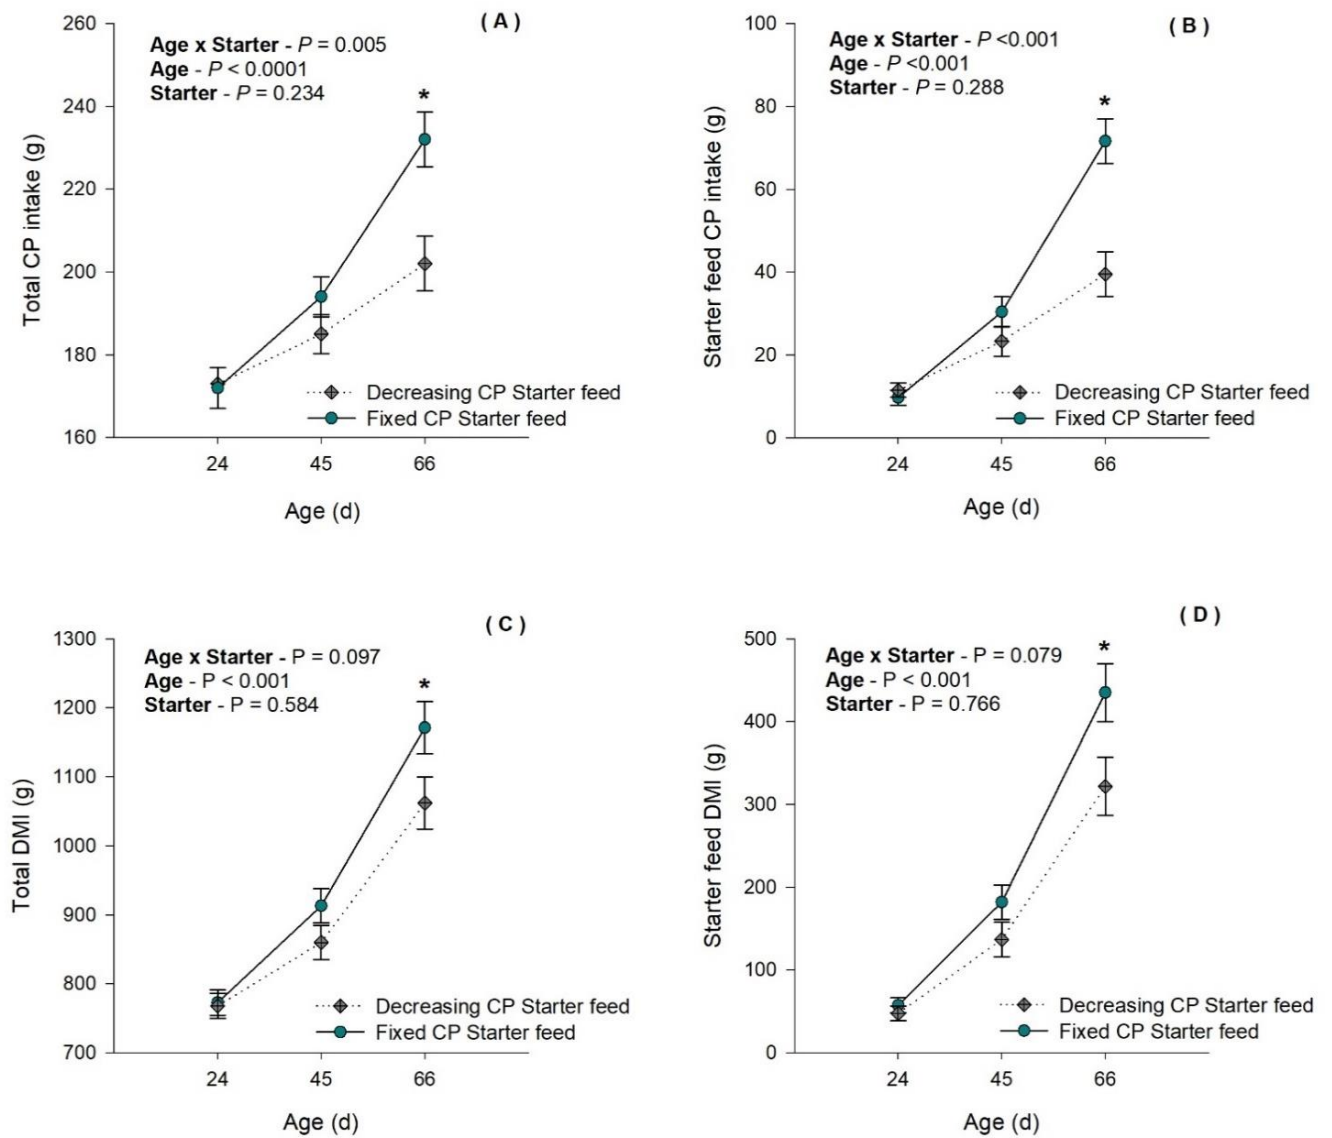 ( A )
Age x Starter - P = 0.005
Age - P < 0.0001
Starter - P = 0.234
*
Total CP intake (g)
260
240
220
200
180
160
Decreasing CP Starter feed
Fixed CP Starter feed
24 45 66
Age (d)
( B )
Age x Starter - P <0.001
Age - P <0.001
Starter - P = 0.288
*
Starter feed CP intake (g)
100
80
60
40
20
0
Decreasing CP Starter feed
Fixed CP Starter feed
24 45 66
Age (d)
( C )
Age x Starter - P = 0.097
Age - P < 0.001
Starter - P = 0.584
*
Total DMI (g)
1300
1200
1100
1000
900
800
700
Decreasing CP Starter feed
Fixed CP Starter feed
24 45 66
Age (d)
( D )
Age x Starter - P = 0.079
Age - P < 0.001
Starter - P = 0.766
*
Starter feed DMI (g)
500
400
300
200
100
0
Decreasing CP Starter feed
Fixed CP Starter feed
24 45 66
Age (d)